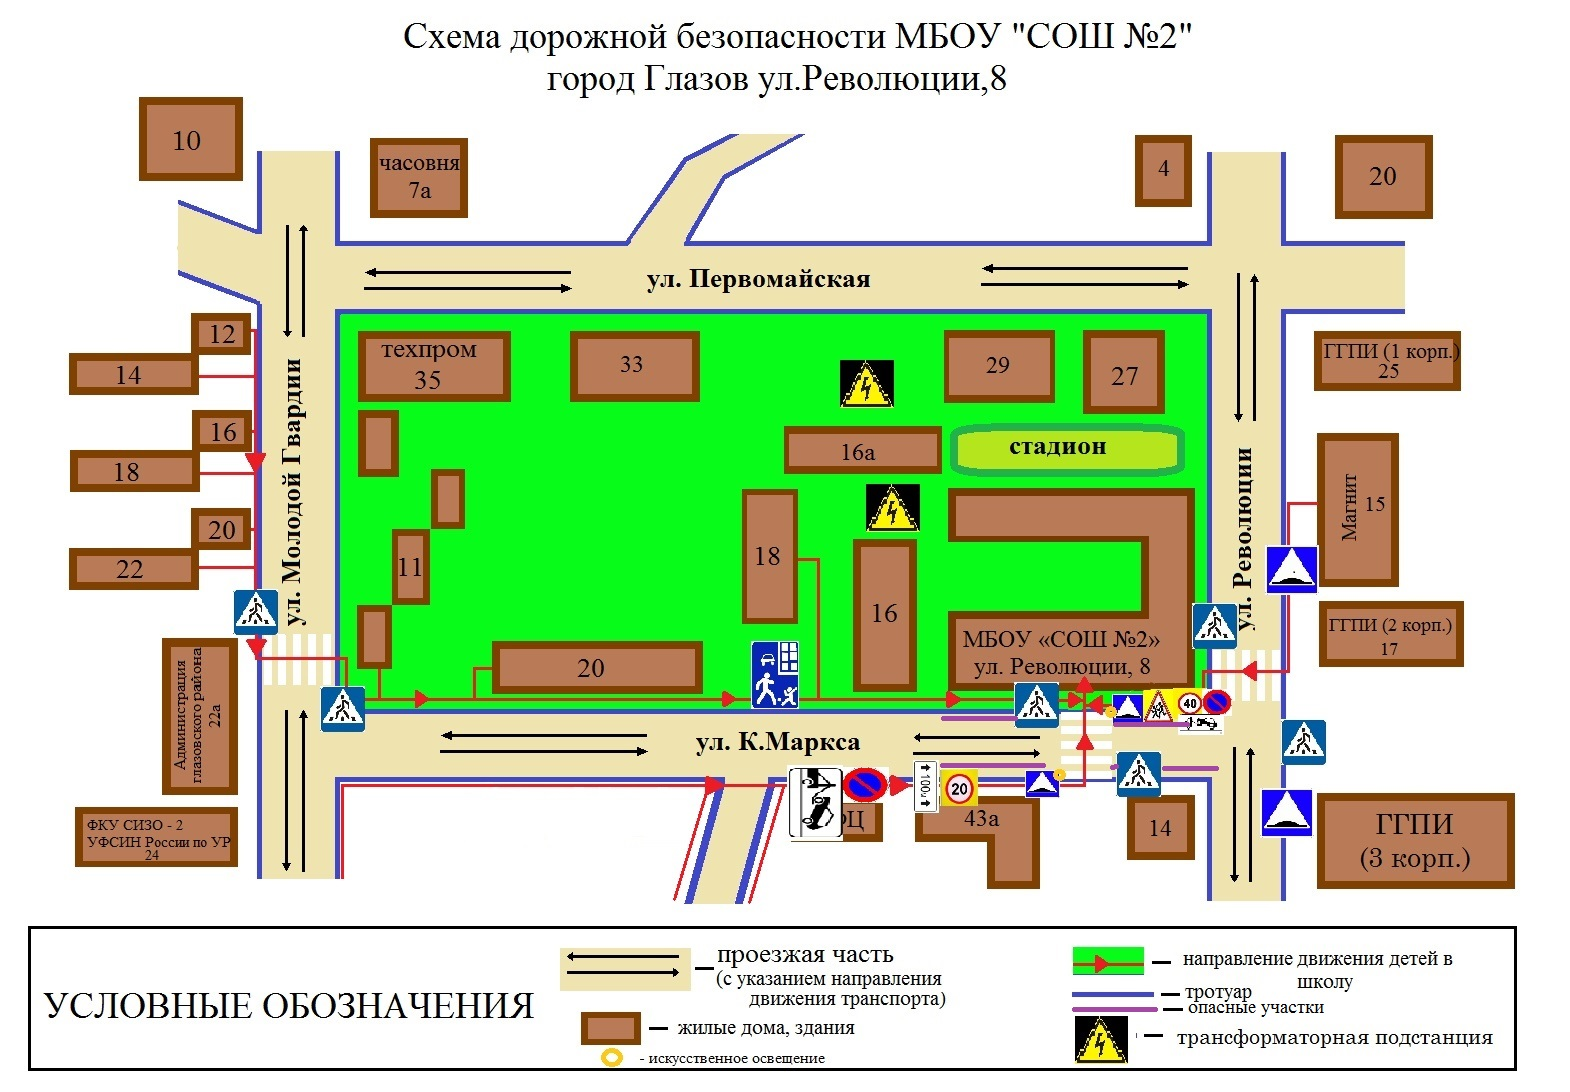 Схема дорожной безопасности МБОУ "СОШ №2"
город Глазов ул.Революции,8
10
часовня
7а
4
20
ул. Первомайская
12
14
16
18
20
22
ул. Молодой Гвардии
техпром
35
33
29
27
16а
стадион
11
18
16
20
МБОУ «СОШ №2»
ул. Революции, 8
ул. Революции
ГГПИ (1 корп.)
25
Магнит
15
ГГПИ (2 корп.)
17
Администрация
глазовского района
22а
ФКУ СИЗО - 2
УФСИН России по УР
24
ул. К.Маркса
40
100м
20
43а
14
ГГПИ
(3 корп.)
УСЛОВНЫЕ ОБОЗНАЧЕНИЯ
проезжая часть
(с указанием направления
движения транспорта)
жилые дома, здания
- искусственное освещение
направление движения детей в
школу
тротуар
опасные участки
трансформаторная подстанция